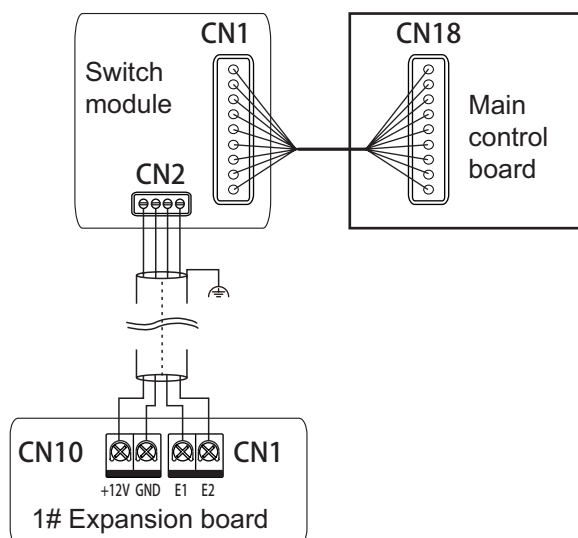 CN1
CN18
Switch
module
Main
control
board
CN2
CN10
CN1
+12V GND E1 E2
1# Expansion board